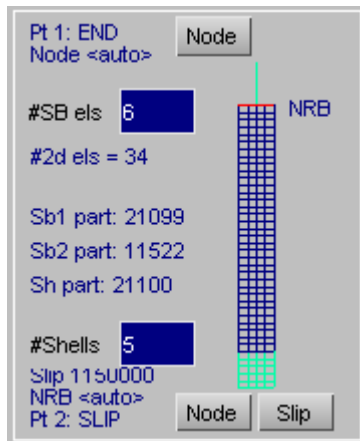 Pt 1: END
Node
Node <auto>
#SB els 6
NRB
#2d els = 34
Sb1 part: 21099
Sb2 part: 11522
Sh part: 21100
#Shells 5
Slip 1150000
NRB <auto>
Pt 2: SLIP
Node
Slip